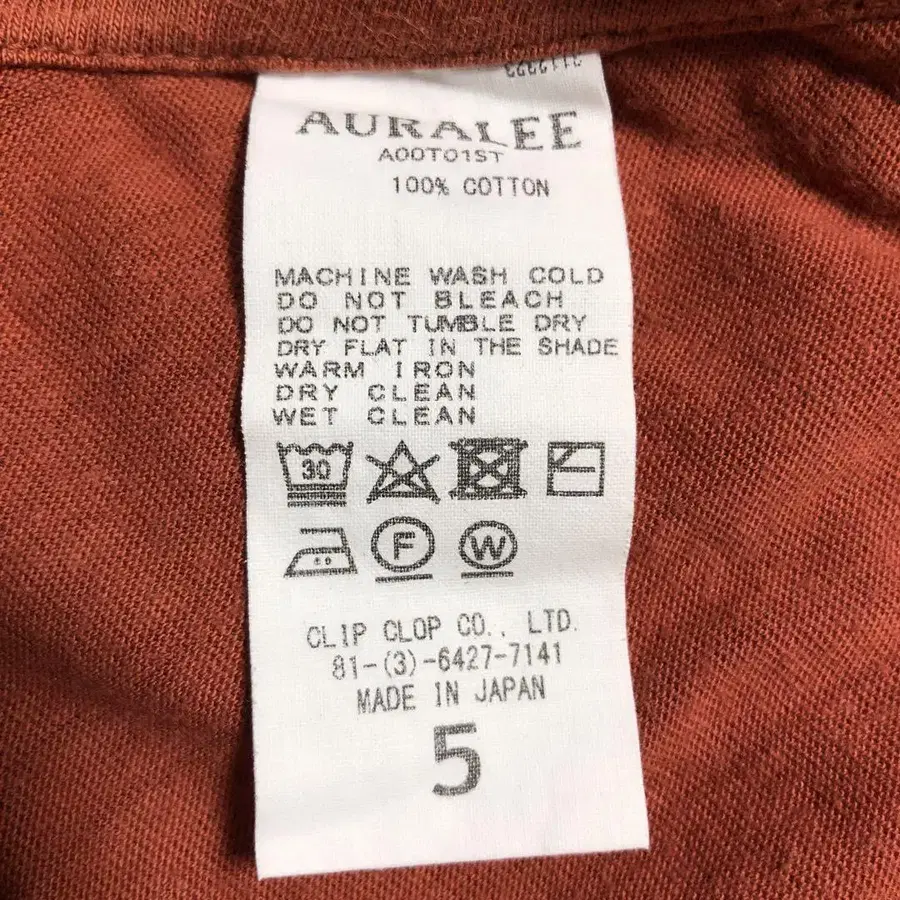 AURALEE
A00T01ST
100% COTTON
MACHINE WASH COLD
DO NOT BLEACH
DO NOT TUMBLE DRY
DRY FLAT IN THE SHADE
WARM IRON
DRY CLEAN
WET CLEAN
30
F W
CLIP CLOP CO., LTD.
81-(3)-6427-7141
MADE IN JAPAN
5